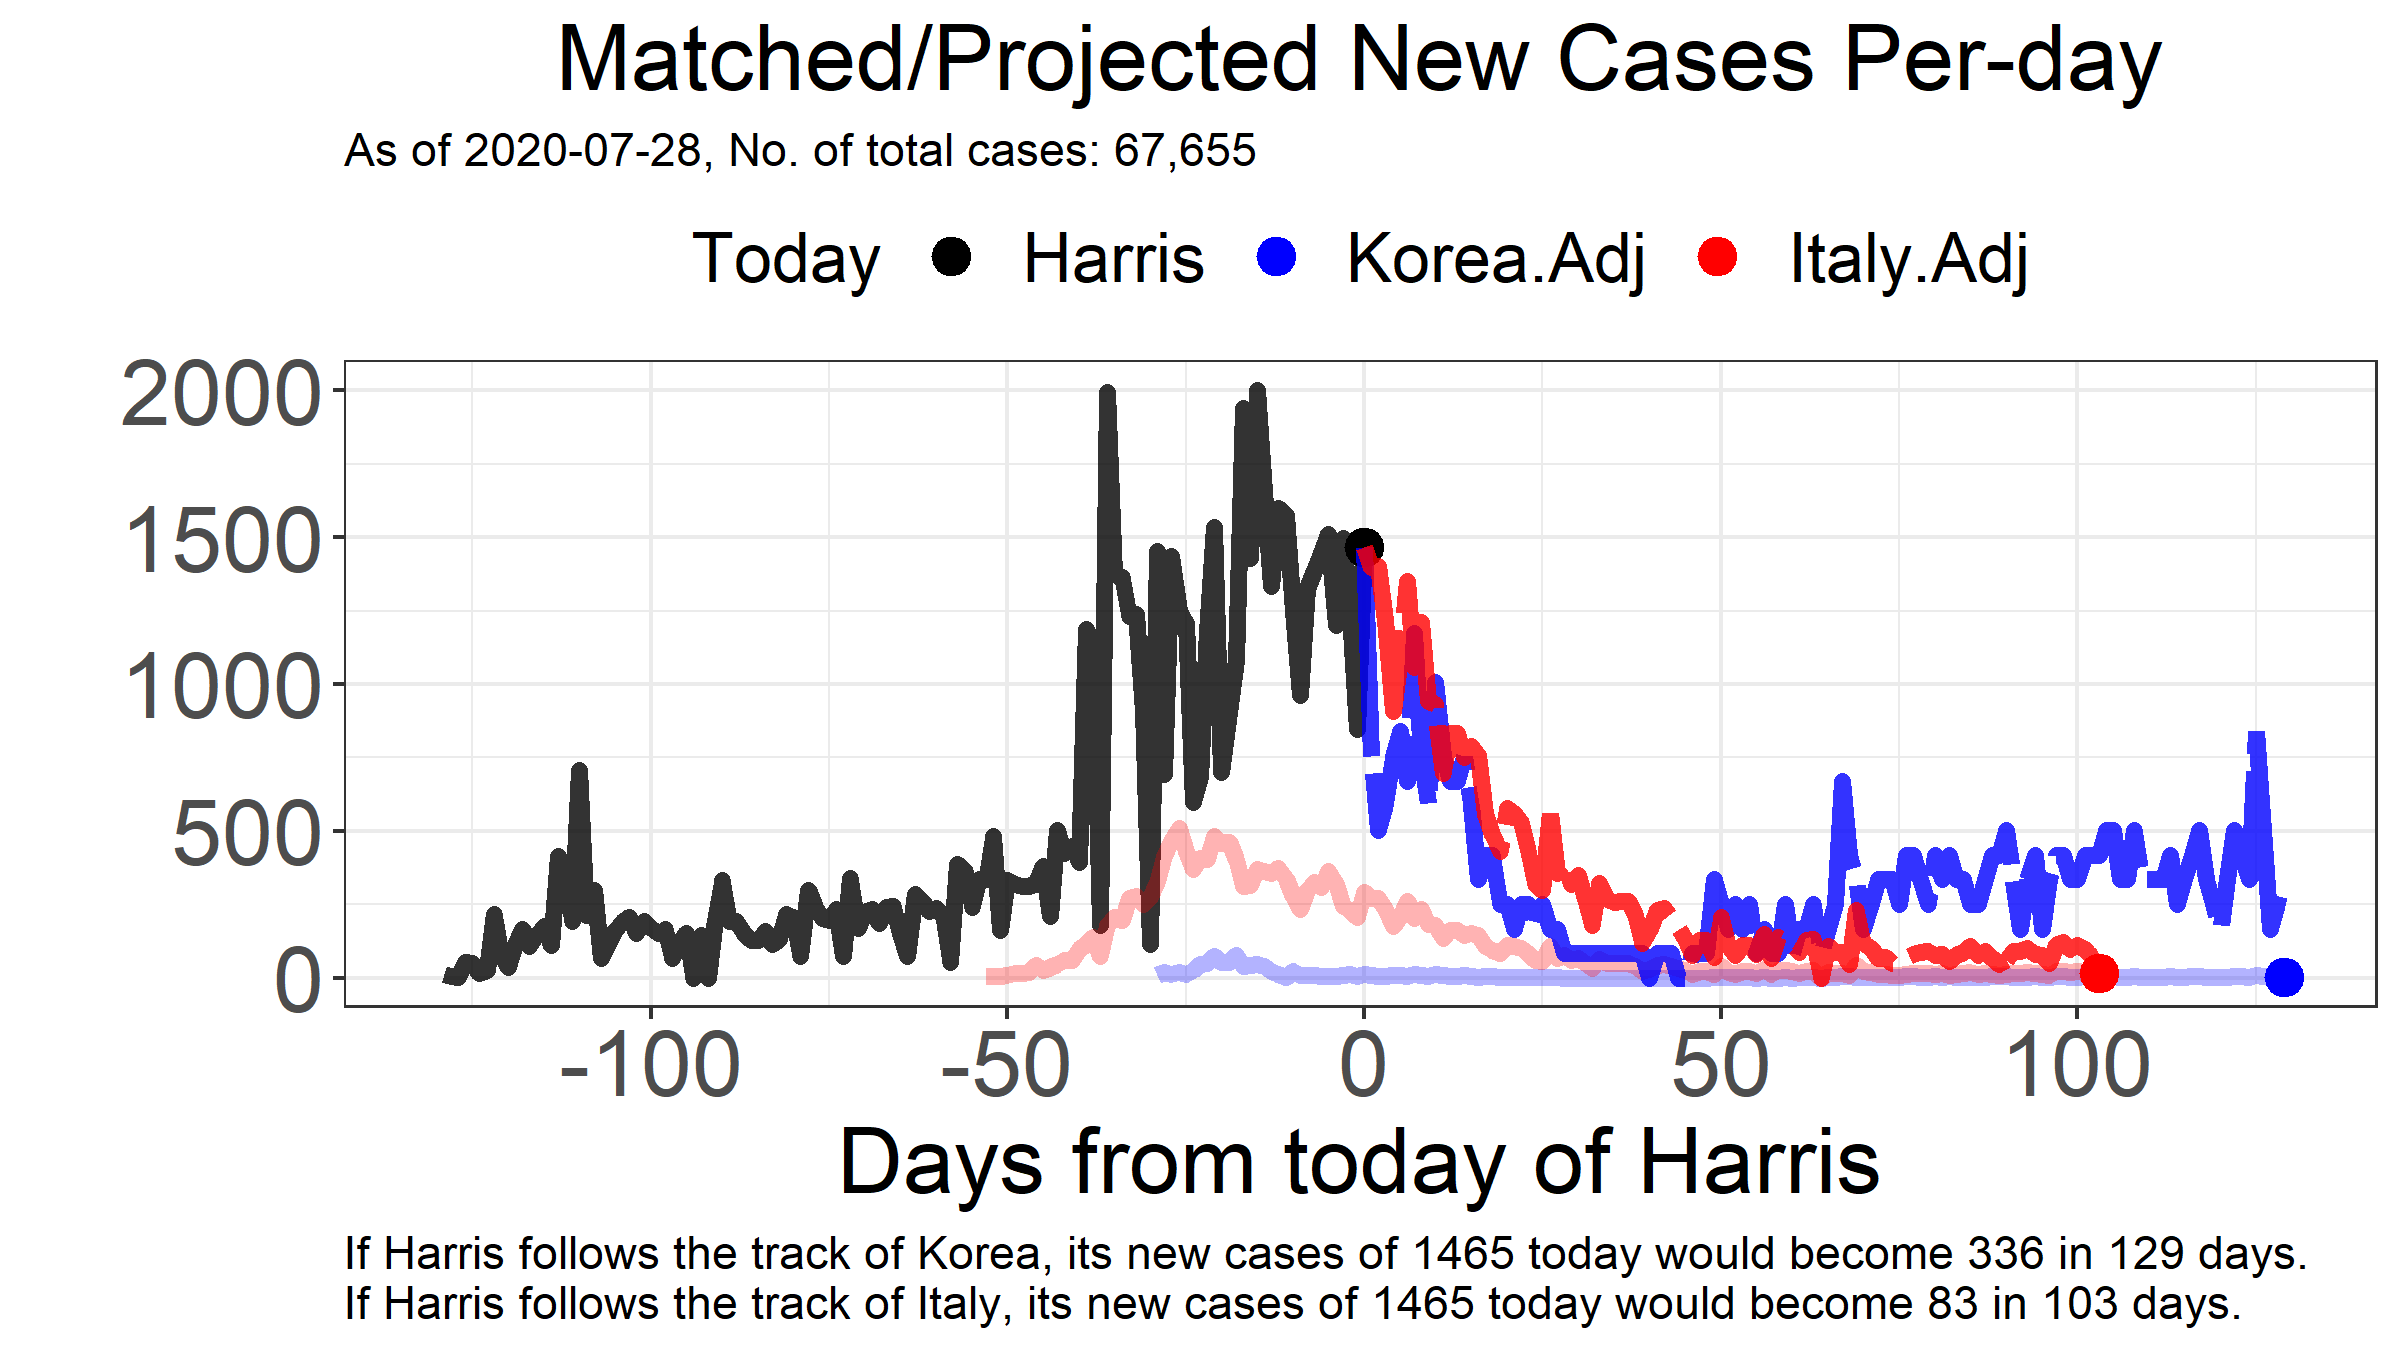 Matched/Projected New Cases Per-day
As of 2020-07-28, No. of total cases: 67,655
Today Harris Korea.Adj Italy.Adj
2000
1500
1000
500
0
-100 -50 0 50 100
Days from today of Harris
If Harris follows the track of Korea, its new cases of 1465 today would become 336 in 129 days.
If Harris follows the track of Italy, its new cases of 1465 today would become 83 in 103 days.